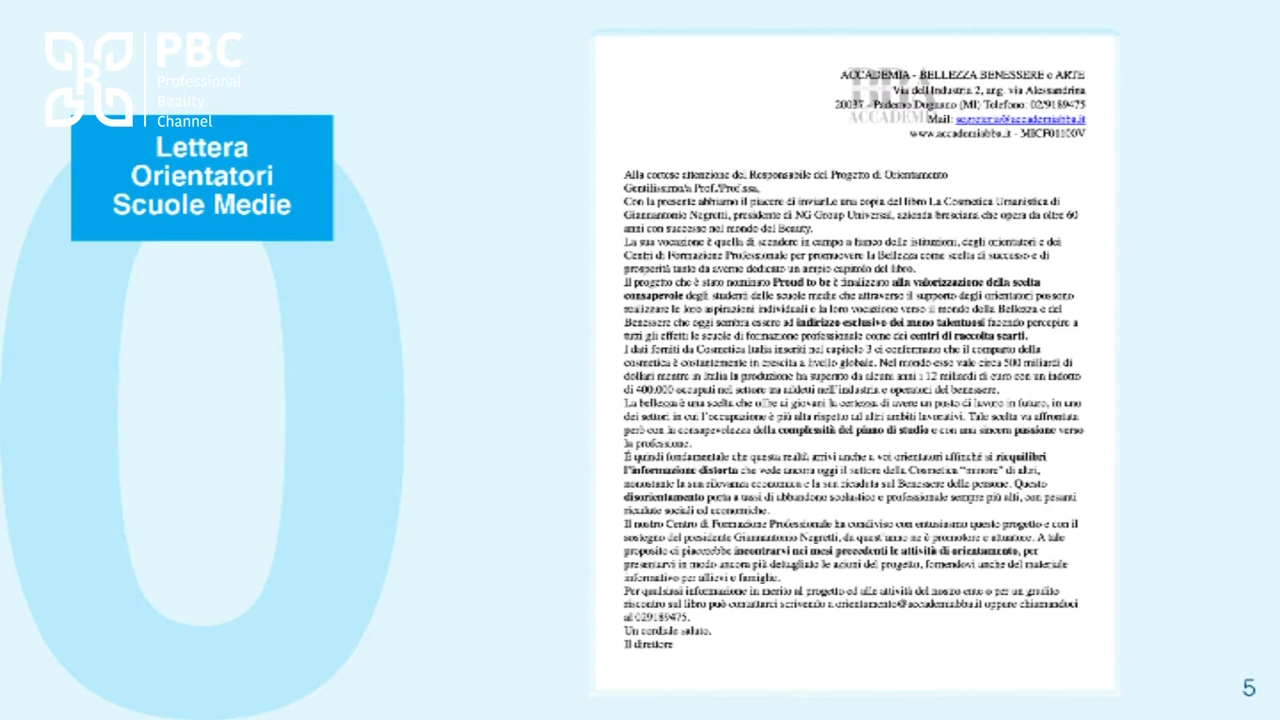 PBC
Professional
Beauty
Channel
Lettera
Orientatori
Scuole Medie
BBA
ACCADEMIA - BELLEZZA BENESSERE e ARTE
Via dell'Industria 2, ang. via Alessandrina
20037 - Paderno Dugnano (MI) Telefono: 02/9189475
Mail: segreteria@accademiabba.it
www.accademiabba.it - MICF01100V
Alla cortese attenzione del Responsabile del Progetto di Orientamento
Gentilissimo/a Prof./Prof.ssa,
Con la presente abbiamo il piacere di inviarLe una copia del libro La Cosmetica Umanistica di
Giannantonio Negretti, presidente di NG Group Universal, azienda bresciana che opera da oltre 60
anni con successo nel mondo del Beauty.
La sua vocazione è quella di scendere in campo a fianco delle istituzioni, degli orientatori e dei
Centri di Formazione Professionale per promuovere la Bellezza come scelta di successo e di
prosperità tanto da averne dedicato un ampio capitolo del libro.
Il progetto che è stato nominato Proud to be è finalizzato alla valorizzazione della scelta
consapevole degli studenti delle scuole medie che attraverso il supporto degli orientatori possono
realizzare le loro aspirazioni individuali e la loro vocazione verso il mondo della Bellezza e del
Benessere che oggi sembra essere ad indirizzo esclusivo dei meno talentuosi facendo percepire a
tutti gli effetti le scuole di formazione professionale come dei centri di raccolta scarti.
I dati forniti da Cosmetica Italia inseriti nel capitolo 3 ci confermano che il comparto della
cosmetica è costantemente in crescita a livello globale. Nel mondo esso vale circa 500 miliardi di
dollari mentre in Italia la produzione ha superato da alcuni anni i 12 miliardi di euro con un indotto
di 400.000 occupati nel settore tra addetti nell'industria e operatori del benessere.
La bellezza è una scelta che offre ai giovani la certezza di avere un posto di lavoro in futuro, in uno
dei settori in cui l'occupazione è più alta rispetto ad altri ambiti lavorativi. Tale scelta va affrontata
però con la consapevolezza della complessità del piano di studio e con una sincera passione verso
la professione.
È quindi fondamentale che questa realtà arrivi anche a voi orientatori affinché si riequilibri
l'informazione distorta che vede ancora oggi il settore della Cosmetica "minore" di altri,
nonostante la sua rilevanza economica e la sua ricaduta sul Benessere delle persone. Questo
disorientamento porta a tassi di abbandono scolastico e professionale sempre più alti, con pesanti
ricadute sociali ed economiche.
Il nostro Centro di Formazione Professionale ha condiviso con entusiasmo questo progetto e con il
sostegno del presidente Giannantonio Negretti, da quest'anno ne è promotore e attuatore. A tale
proposito ci piacerebbe incontrarvi nei mesi precedenti le attività di orientamento, per
presentarvi in modo ancora più dettagliato le azioni del progetto, fornendovi anche del materiale
informativo per allievi e famiglie.
Per qualsiasi informazione in merito al progetto ed alle attività del nostro ente o per un gradito
riscontro sul libro può contattarci scrivendo a orientamento@accademiabba.it oppure chiamandoci
al 029189475.
Un cordiale saluto.
Il direttore
5